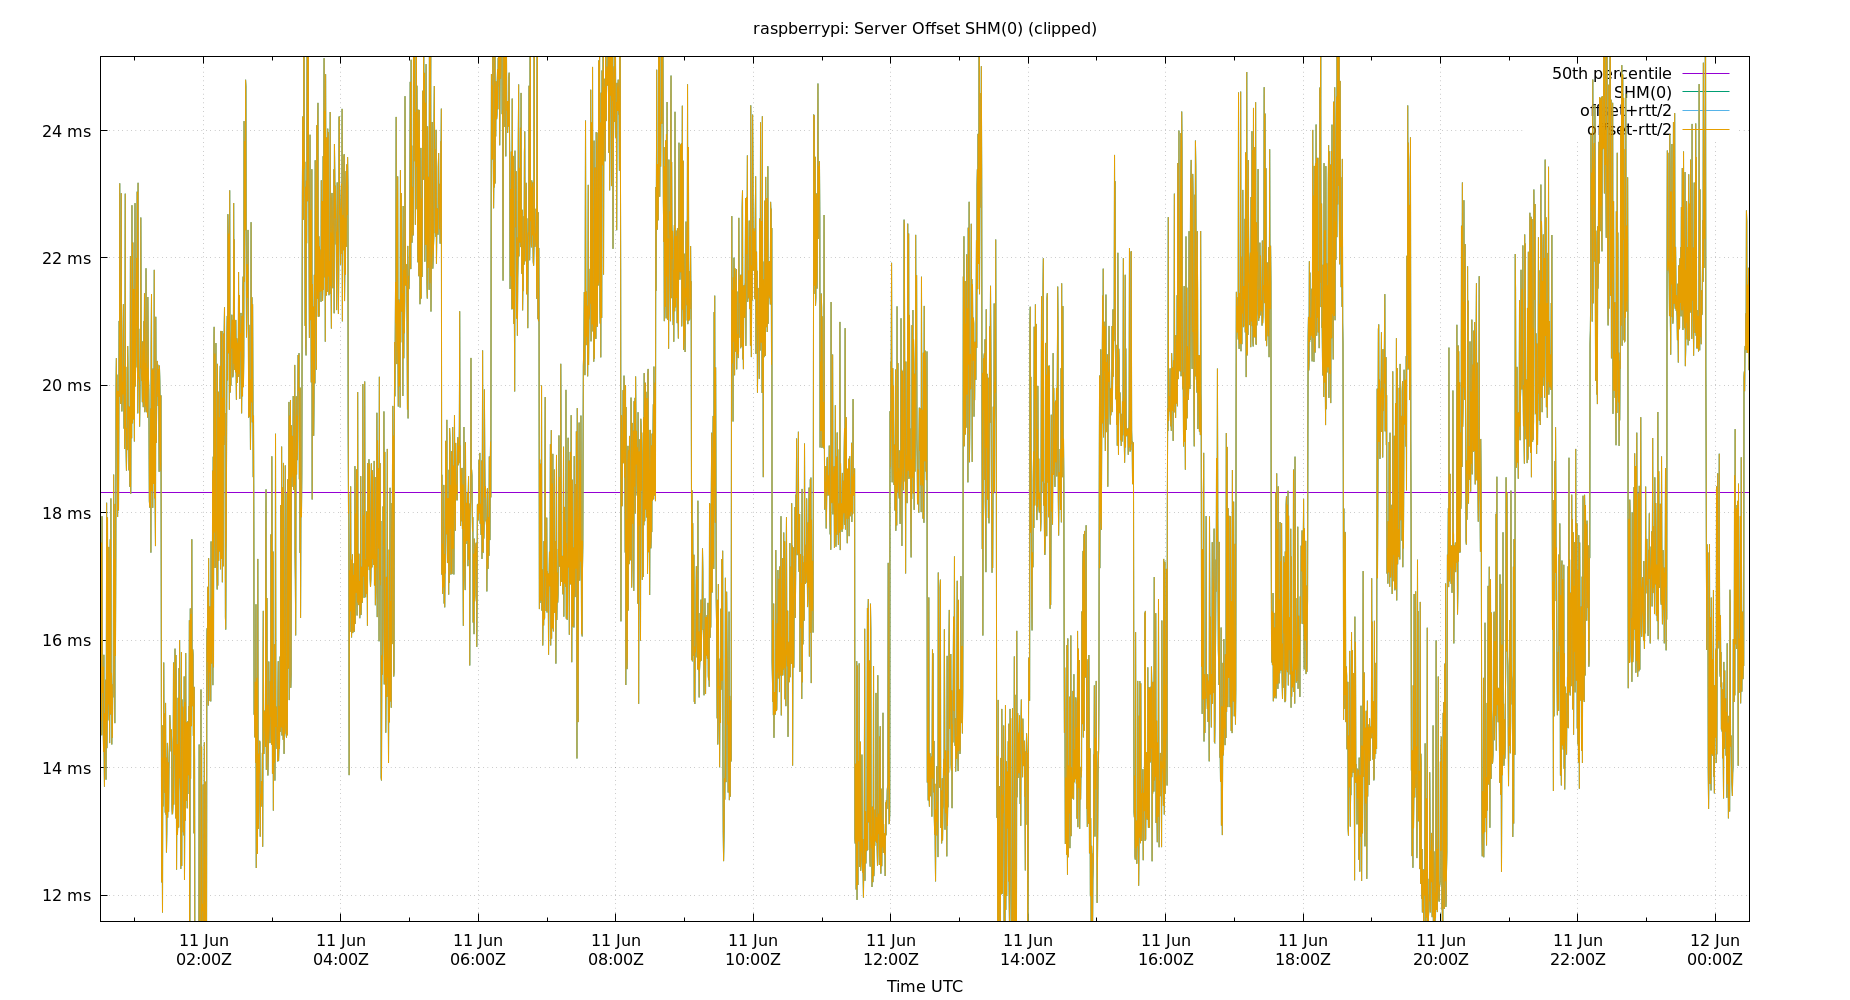 raspberrypi: Server Offset SHM(0) (clipped)
50th percentile
SHM(0)
offset+rtt/2
offset-rtt/2
24 ms
22 ms
20 ms
18 ms
16 ms
14 ms
12 ms
11 Jun 11 Jun 11 Jun 11 Jun 11 Jun 11 Jun 11 Jun 11 Jun 11 Jun 11 Jun 11 Jun 12 Jun
02:00Z 04:00Z 06:00Z 08:00Z 10:00Z 12:00Z 14:00Z 16:00Z 18:00Z 20:00Z 22:00Z 00:00Z
Time UTC